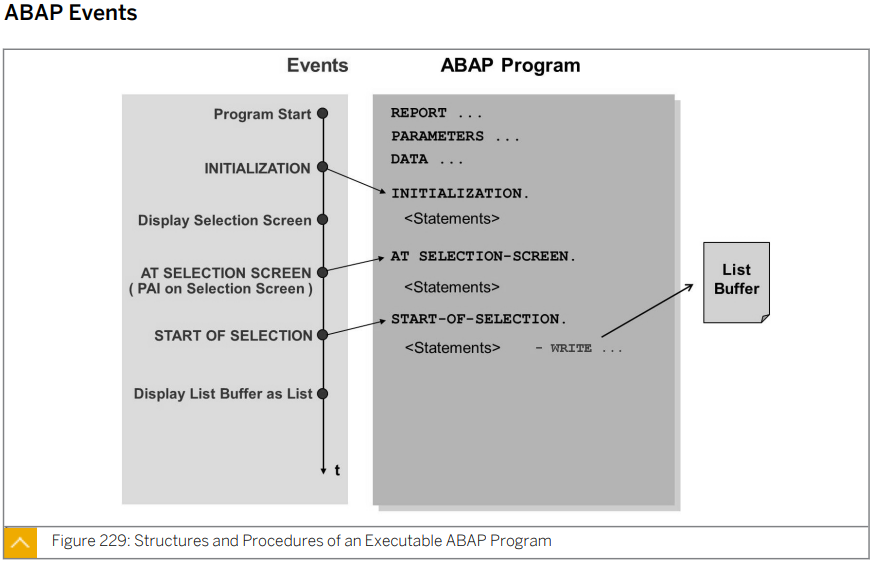 ABAP Events
Events
ABAP Program
Program Start
INITIALIZATION
Display Selection Screen
AT SELECTION SCREEN
( PAI on Selection Screen )
START OF SELECTION
Display List Buffer as List
t
REPORT ...
PARAMETERS ...
DATA ...
INITIALIZATION.
<Statements>
AT SELECTION-SCREEN.
<Statements>
START-OF-SELECTION.
<Statements> - WRITE ...
List
Buffer
Figure 229: Structures and Procedures of an Executable ABAP Program